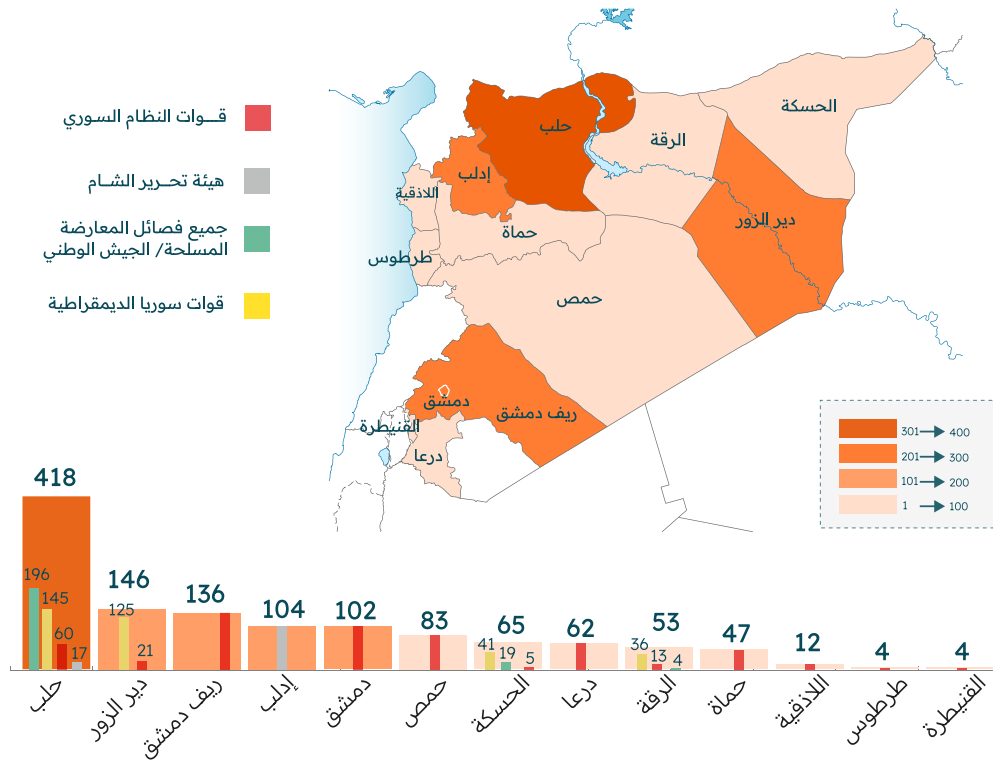 قـــوات النظام السوري
هيئة تحــرير الشــام
جميع فصائل المعارضة
المسلحة/ الجيش الوطني
قوات سوريا الديمقراطية
الحسكة
حلب
الرقة
إدلب
اللاذقية
دير الزور
حماة
طرطوس
حمص
دمشق
ريف دمشق
القنيطرة
درعا
301 400
201 300
101 200
1 100
418
196
145
60
17
146
125
21
136
104
102
83
65
41
19
5
62
53
36
13
4
47
12
4
4
حلب
دير الزور
ريف دمشق
إدلب
دمشق
حمص
الحسكة
درعا
الرقة
حماة
اللاذقية
طرطوس
القنيطرة